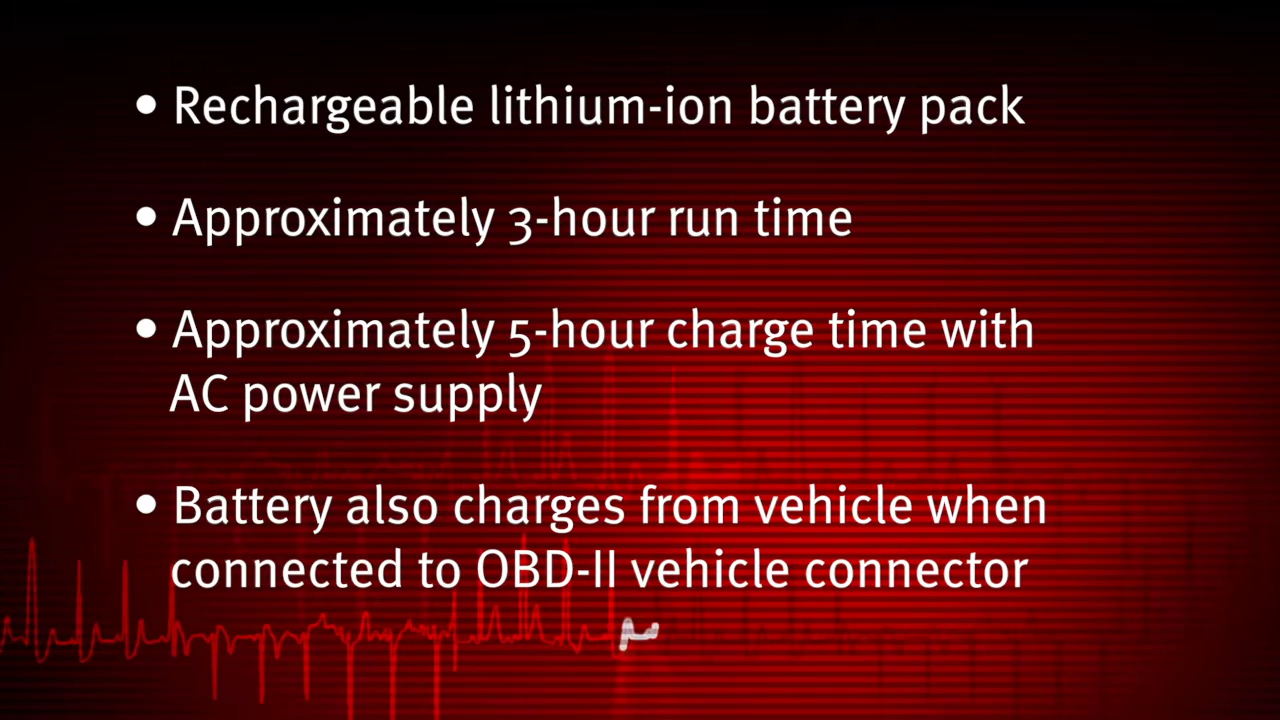 • Rechargeable lithium-ion battery pack
• Approximately 3-hour run time
• Approximately 5-hour charge time with
AC power supply
• Battery also charges from vehicle when
connected to OBD-II vehicle connector